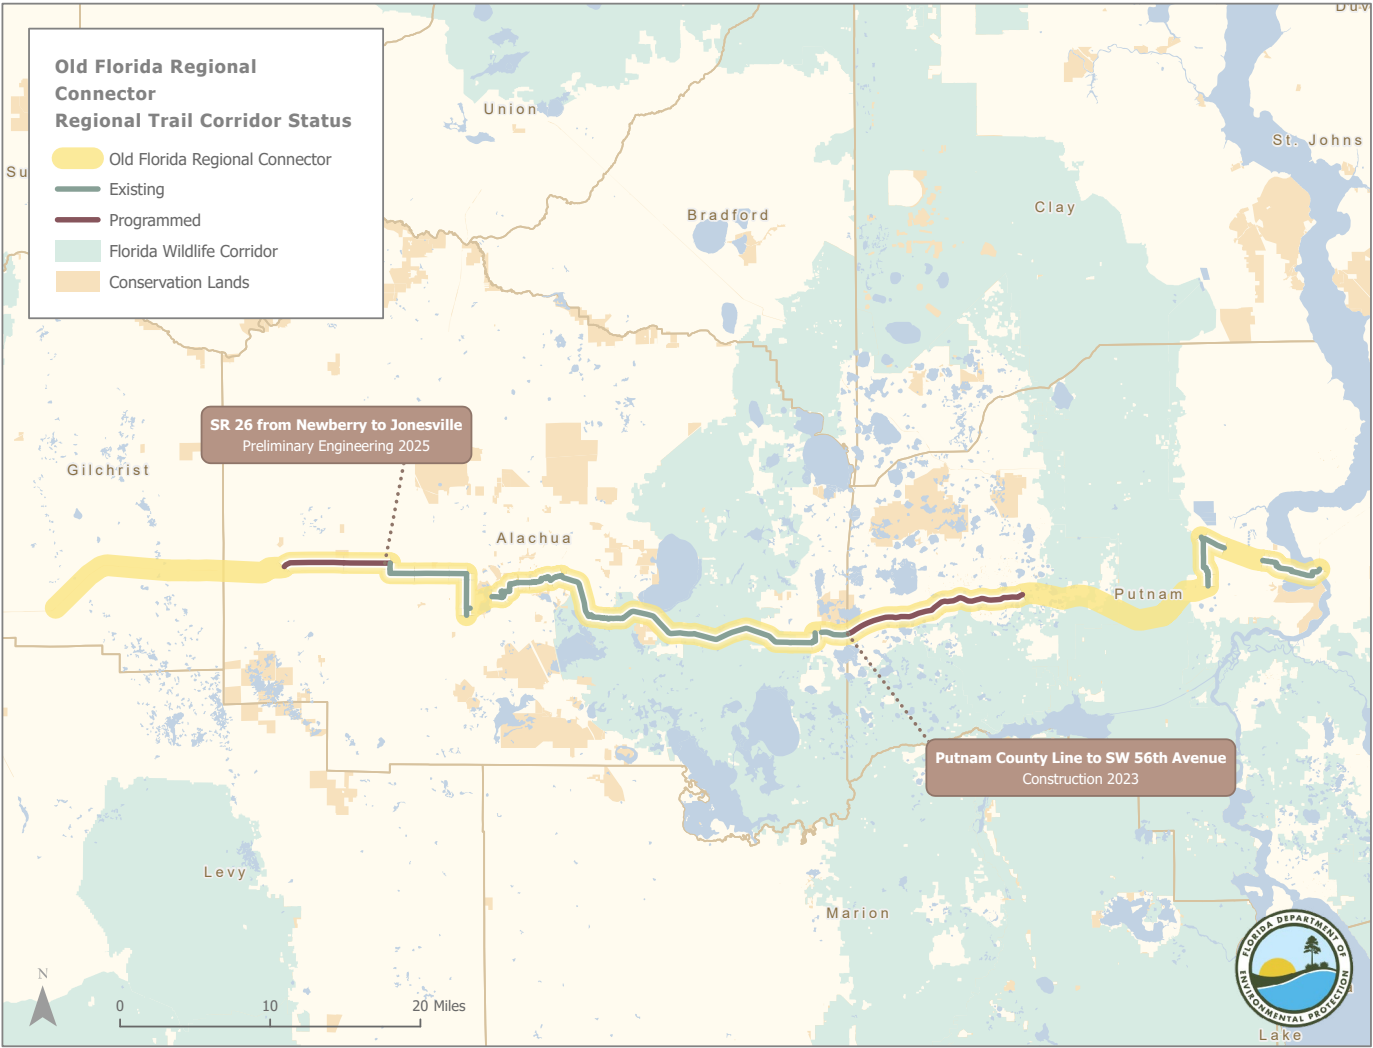 Old Florida Regional
Connector
Regional Trail Corridor Status
Old Florida Regional Connector
Existing
Programmed
Florida Wildlife Corridor
Conservation Lands
Duv
Union
St. Johns
Su
Clay
Bradford
SR 26 from Newberry to Jonesville
Preliminary Engineering 2025
Gilchrist
Alachua
Putnam
Putnam County Line to SW 56th Avenue
Construction 2023
Levy
Marion
N
0 10 20 Miles
FLORIDA DEPARTMENT OF
ENVIRONMENTAL PROTECTION
Lake